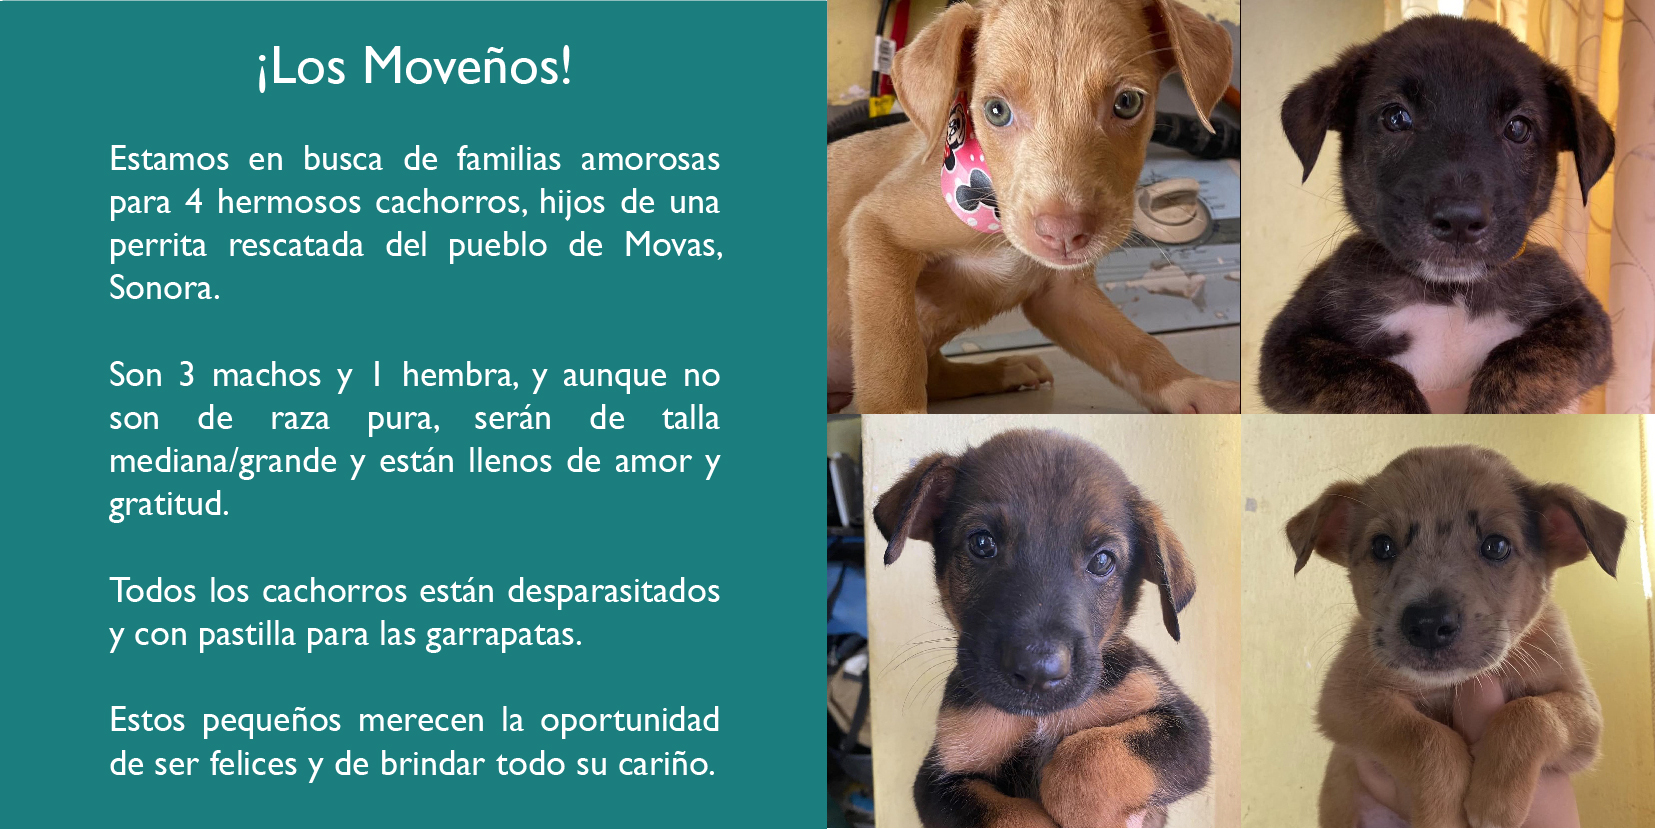 ¡Los Moveños!
Estamos en busca de familias amorosas
para 4 hermosos cachorros, hijos de una
perrita rescatada del pueblo de Movas,
Sonora.
Son 3 machos y 1 hembra, y aunque no
son de raza pura, serán de talla
mediana/grande y están llenos de amor y
gratitud.
Todos los cachorros están desparasitados
y con pastilla para las garrapatas.
Estos pequeños merecen la oportunidad
de ser felices y de brindar todo su cariño.